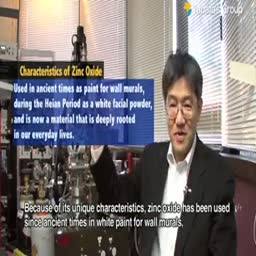 Characteristics of Zinc Oxide
Used in ancient times as paint for wall murals,
during the Heian Period as a white facial powder,
and is now a material that is deeply rooted
in our everyday lives.
Because of its unique characteristics, zinc oxide has been used
since ancient times in white paint for wall murals,